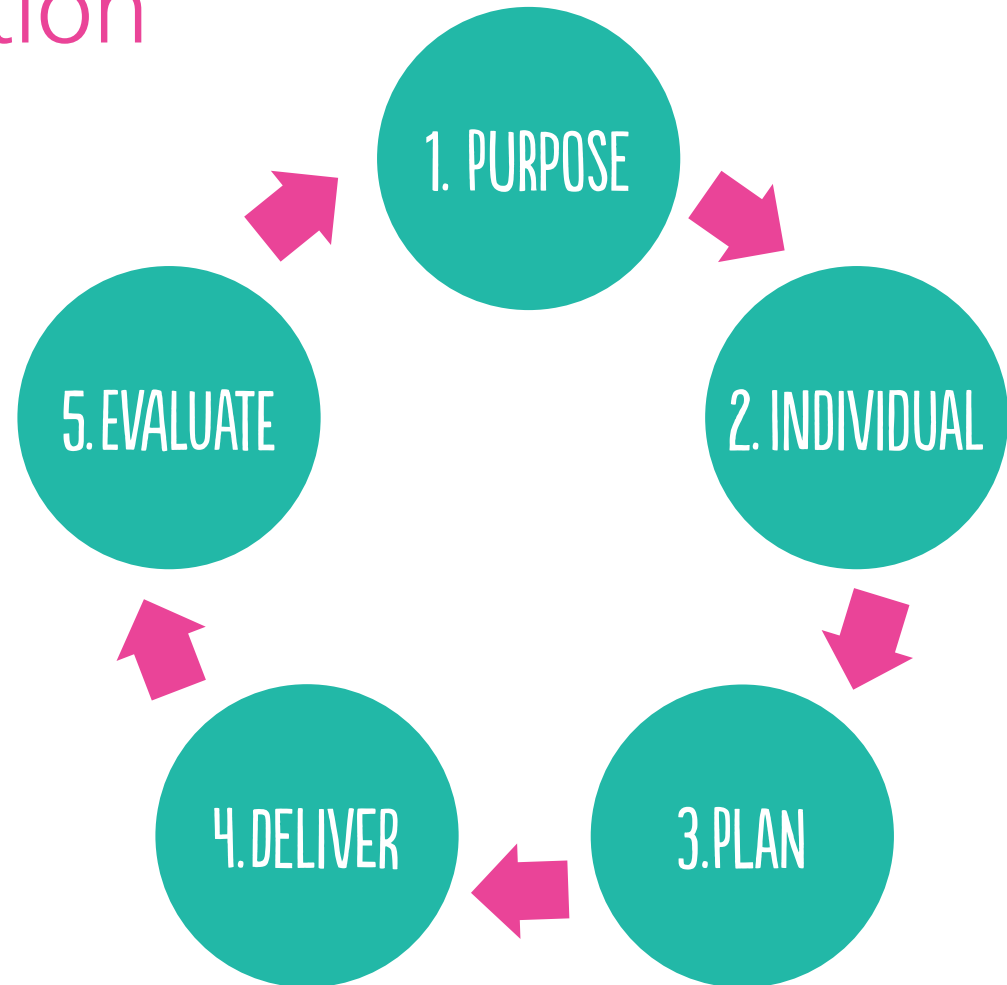 tion
1. PURPOSE
2. INDIVIDUAL
3.PLAN
4.DELIVER
5. EVALUATE